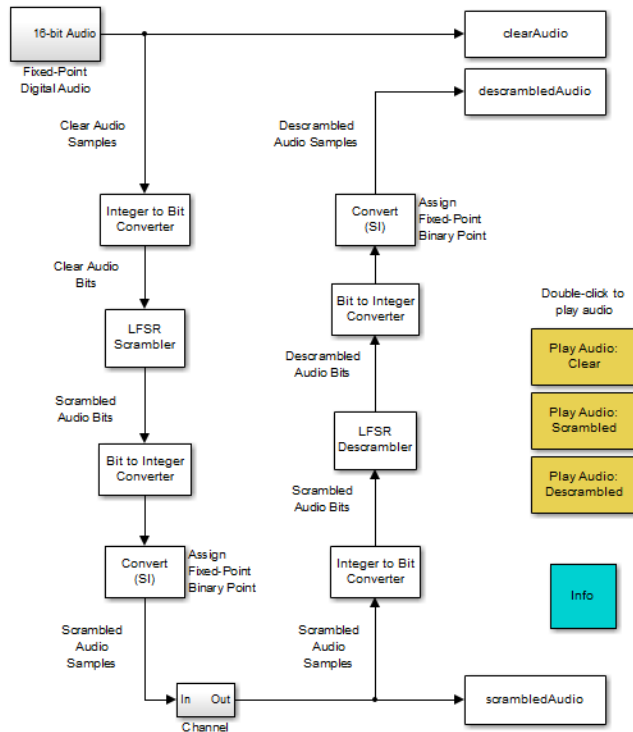 16-bit Audio
Fixed-Point
Digital Audio
clearAudio
descrambledAudio
Clear Audio
Samples
Descrambled
Audio Samples
Integer to Bit
Converter
Convert
(SI)
Assign
Fixed-Point
Binary Point
Clear Audio
Bits
Bit to Integer
Converter
Double-click to
play audio
LFSR
Scrambler
Play Audio:
Clear
Descrambled
Audio Bits
Scrambled
Audio Bits
LFSR
Descrambler
Play Audio:
Scrambled
Bit to Integer
Converter
Play Audio:
Descrambled
Scrambled
Audio Bits
Convert
(SI)
Assign
Fixed-Point
Binary Point
Integer to Bit
Converter
Info
Scrambled
Audio
Samples
Scrambled
Audio
Samples
In Out
Channel
scrambledAudio